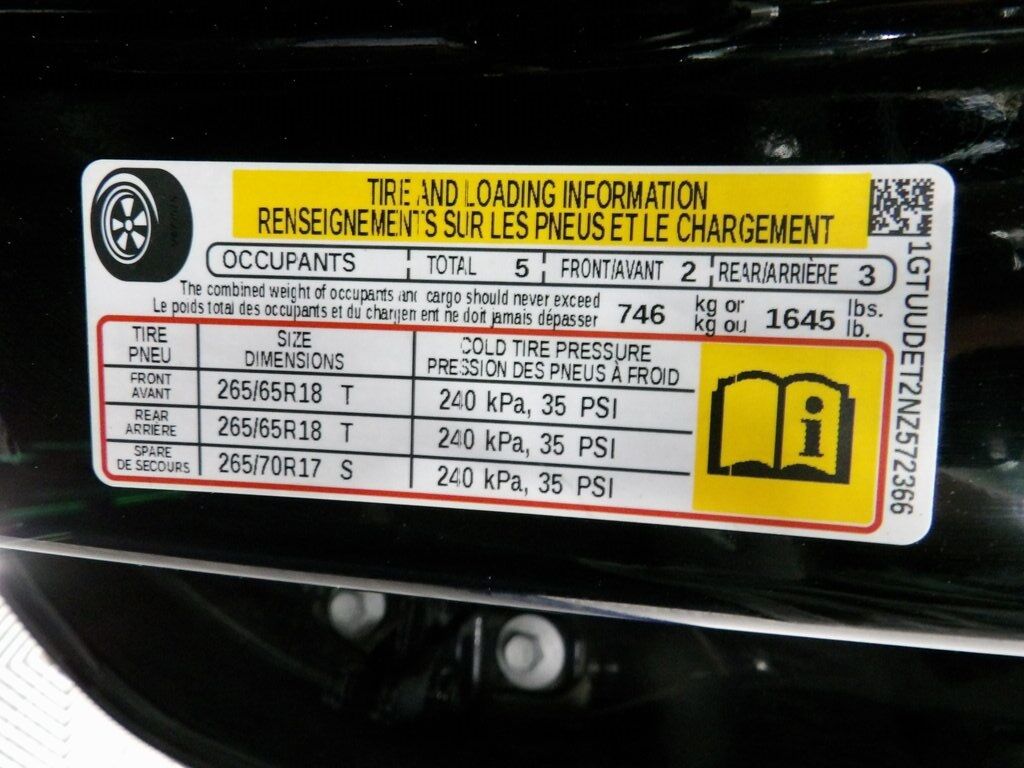 TIRE AND LOADING INFORMATION
RENSEIGNEMENTS SUR LES PNEUS ET LE CHARGEMENT
OCCUPANTS TOTAL 5 FRONT/AVANT 2 REAR/ARRIÈRE 3
The combined weight of occupants and cargo should never exceed 746 kg or 1645 lbs.
Le poids total des occupants et du chargement ne doit jamais dépasser kg ou lb.
TIRE SIZE COLD TIRE PRESSURE
PNEU DIMENSIONS PRESSION DES PNEUS À FROID
FRONT
AVANT 265/65R18 T 240 kPa, 35 PSI
REAR
ARRIÈRE 265/65R18 T 240 kPa, 35 PSI
SPARE
DE SECOURS 265/70R17 S 240 kPa, 35 PSI
i
1GTUUDET2NZ572366